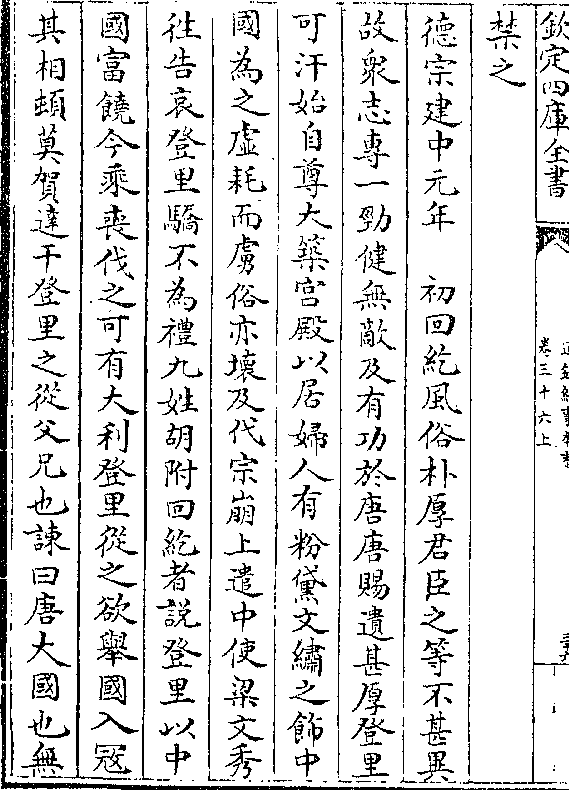 欽定四庫全書
卷三十六上
禁之
德宗建中元年　初回紇風俗朴厚君臣之等不甚異
故衆志專一勁健無敵及有功於唐唐賜遺甚厚登里
可汗始自尊大築宫殿以居婦人有粉黛文繡之飾中
國為之虚耗而虜俗亦壞及代宗崩上遣中使梁文秀
徃告哀登里驕不為禮九姓胡附回紇者說登里以中
國富饒今乘喪伐之可有大利登里從之欲舉國入冦
其相頓莫賀達干登里之從父兄也諫曰唐大國也無